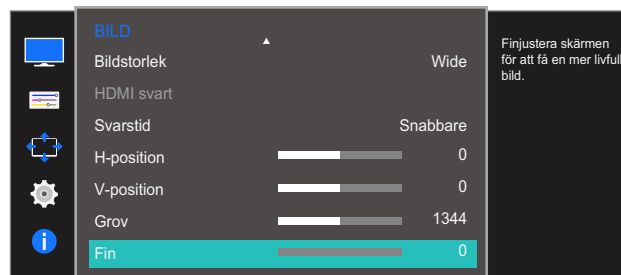 BILD
Bildstorlek Wide
HDMI svart
Svarstid Snabbare
H-position 0
V-position 0
Grov 1344
Fin 0
Finjustera skärmen
för att få en mer livfull
bild.